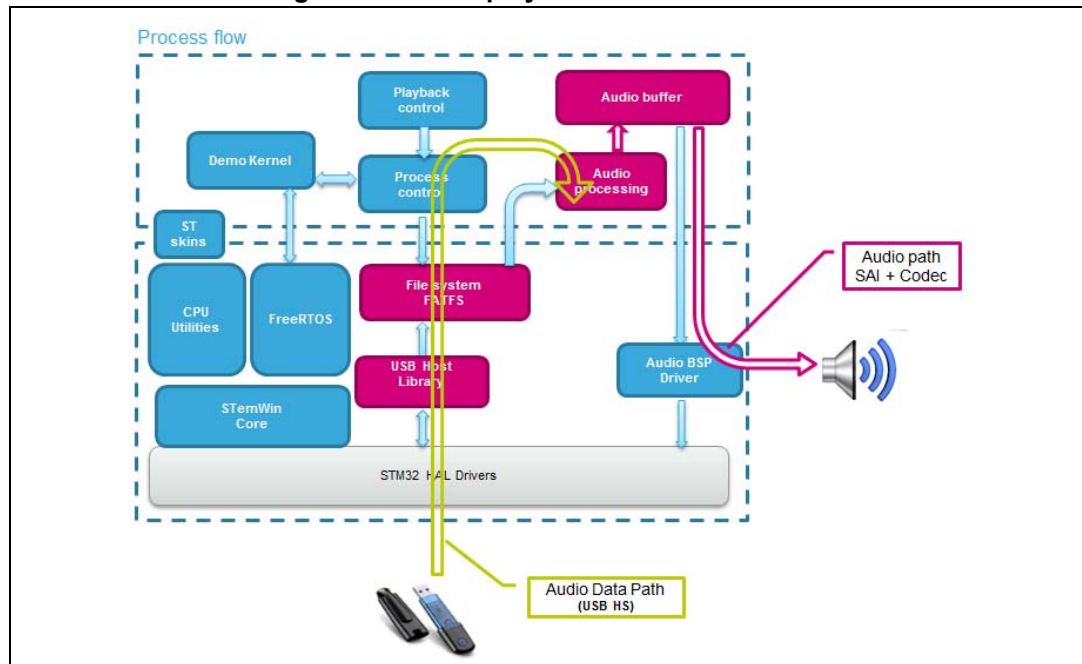 Process flow
Playback
control
Audio buffer
Demo Kernel
Process
control
Audio
processing
ST
skins
File system
FATFS
Audio path
SAI + Codec
CPU
Utilities
FreeRTOS
USB Host
Library
Audio BSP
Driver
STemWin
Core
STM32 HAL Drivers
Audio Data Path
(USB HS)